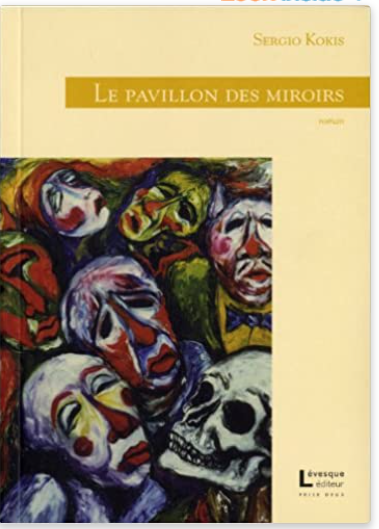 SERGIO KOKIS
LE PAVILLON DES MIROIRS
roman
Lévesque
éditeur